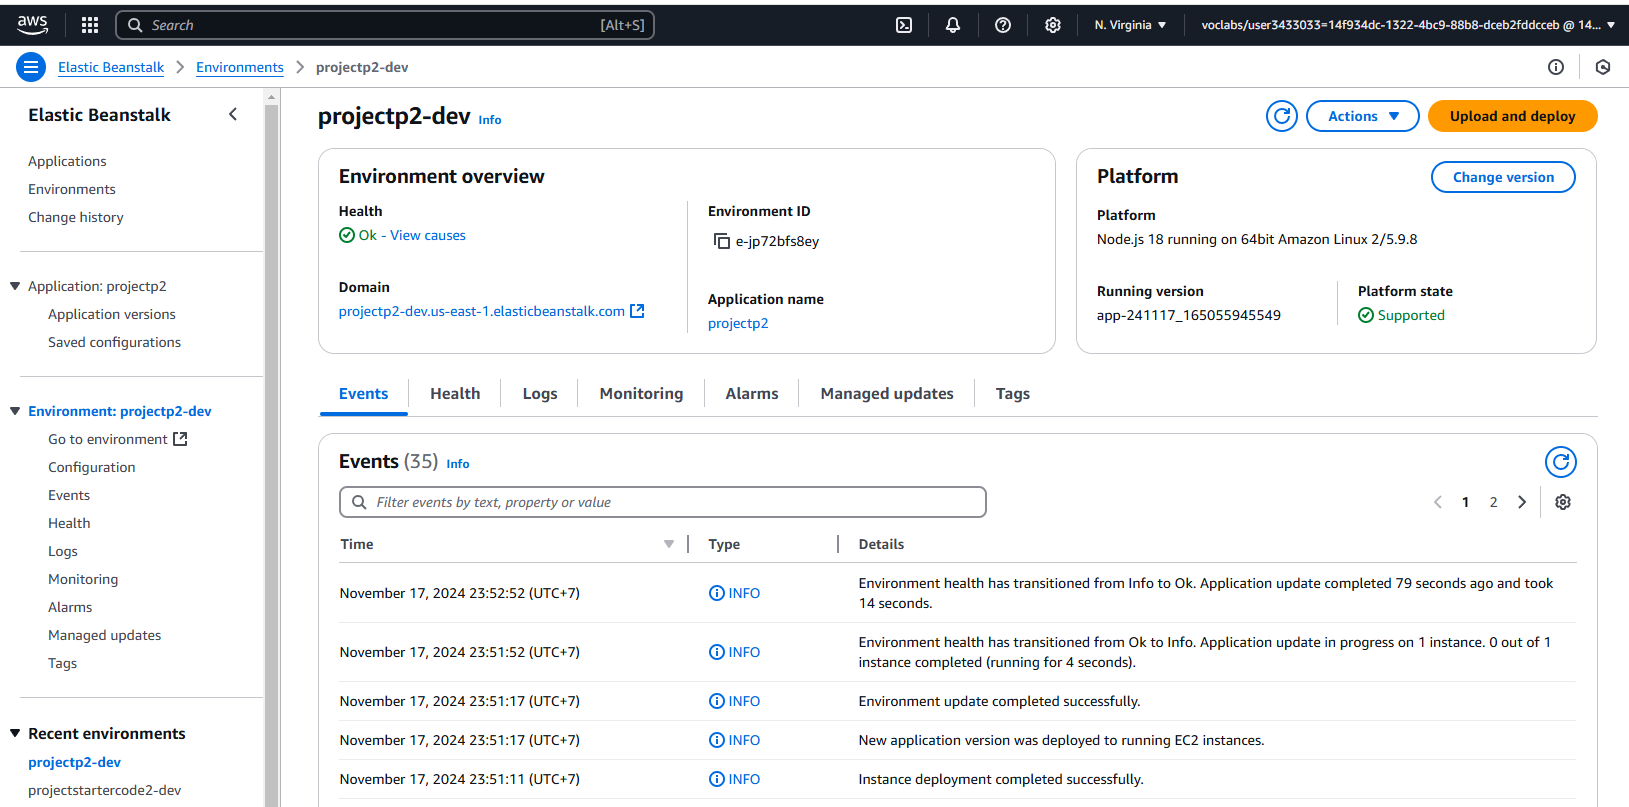 aws
Search [Alt+S]
N. Virginia
voclabs/user3433033=14f934dc-1322-4bc9-88b8-dceb2fddcceb @ 14...
Elastic Beanstalk
Environments
projectp2-dev
Elastic Beanstalk
Applications
Environments
Change history
Application: projectp2
Application versions
Saved configurations
Environment: projectp2-dev
Go to environment
Configuration
Events
Health
Logs
Monitoring
Alarms
Managed updates
Tags
Recent environments
projectp2-dev
projectstartercode2-dev
projectp2-dev Info
Actions
Upload and deploy
Environment overview
Health
Ok - View causes
Domain
projectp2-dev.us-east-1.elasticbeanstalk.com
Environment ID
e-jp72bfs8ey
Application name
projectp2
Platform
Change version
Platform
Node.js 18 running on 64bit Amazon Linux 2/5.9.8
Running version
app-241117_165055945549
Platform state
Supported
Events
Health
Logs
Monitoring
Alarms
Managed updates
Tags
Events (35) Info
Filter events by text, property or value
1 2
Time Type Details
November 17, 2024 23:52:52 (UTC+7) INFO Environment health has transitioned from Info to Ok. Application update completed 79 seconds ago and took
14 seconds.
November 17, 2024 23:51:52 (UTC+7) INFO Environment health has transitioned from Ok to Info. Application update in progress on 1 instance. 0 out of 1
instance completed (running for 4 seconds).
November 17, 2024 23:51:17 (UTC+7) INFO Environment update completed successfully.
November 17, 2024 23:51:17 (UTC+7) INFO New application version was deployed to running EC2 instances.
November 17, 2024 23:51:11 (UTC+7) INFO Instance deployment completed successfully.